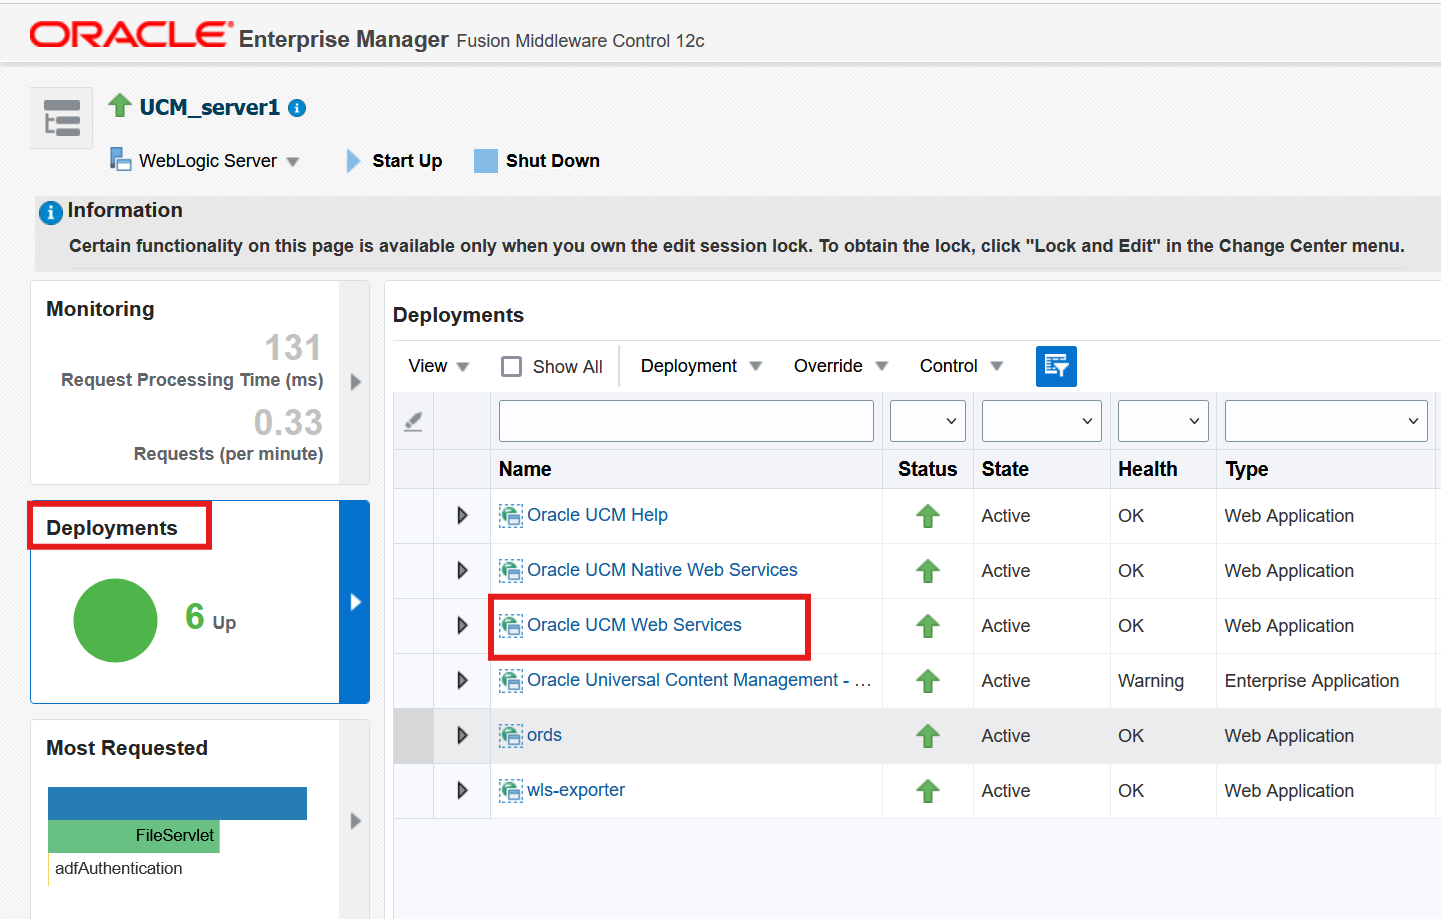 ORACLE Enterprise Manager Fusion Middleware Control 12c
UCM_server1
WebLogic Server Start Up Shut Down
Information
Certain functionality on this page is available only when you own the edit session lock. To obtain the lock, click "Lock and Edit" in the Change Center menu.
Monitoring
131
Request Processing Time (ms)
0.33
Requests (per minute)
Deployments
6 Up
Most Requested
FileServlet
adfAuthentication
Deployments
View Show All Deployment Override Control
Name Status State Health Type
Oracle UCM Help Active OK Web Application
Oracle UCM Native Web Services Active OK Web Application
Oracle UCM Web Services Active OK Web Application
Oracle Universal Content Management - ... Active Warning Enterprise Application
ords Active OK Web Application
wls-exporter Active OK Web Application